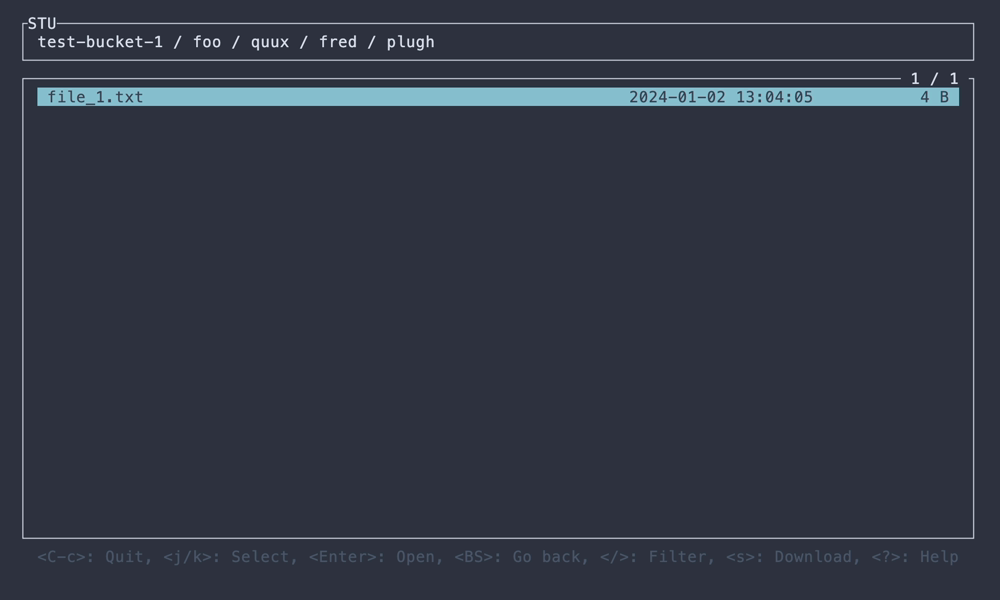 STU
test-bucket-1 / foo / quux / fred / plugh
1 / 1
file_1.txt 2024-01-02 13:04:05 4 B
<C-c>: Quit, <j/k>: Select, <Enter>: Open, <BS>: Go back, </>: Filter, <s>: Download, <?>: Help